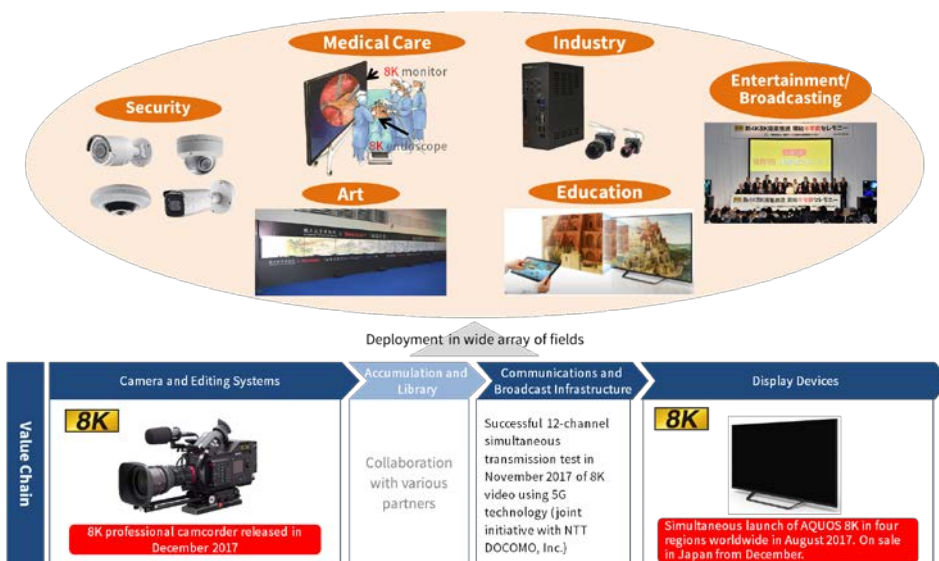 Medical Care
Industry
8K monitor
Entertainment/
Broadcasting
Security
8K endoscope
Art
Education
Deployment in wide array of fields
Value Chain
Camera and Editing Systems
Accumulation and
Library
Communications and
Broadcast Infrastructure
Display Devices
8K
8K professional camcorder released in
December 2017
Collaboration
with various
partners
Successful 12-channel
simultaneous
transmission test in
November 2017 of 8K
video using 5G
technology (joint
initiative with NTT
DOCOMO, Inc.)
8K
Simultaneous launch of AQUOS 8K in four
regions worldwide in August 2017. On sale
in Japan from December.